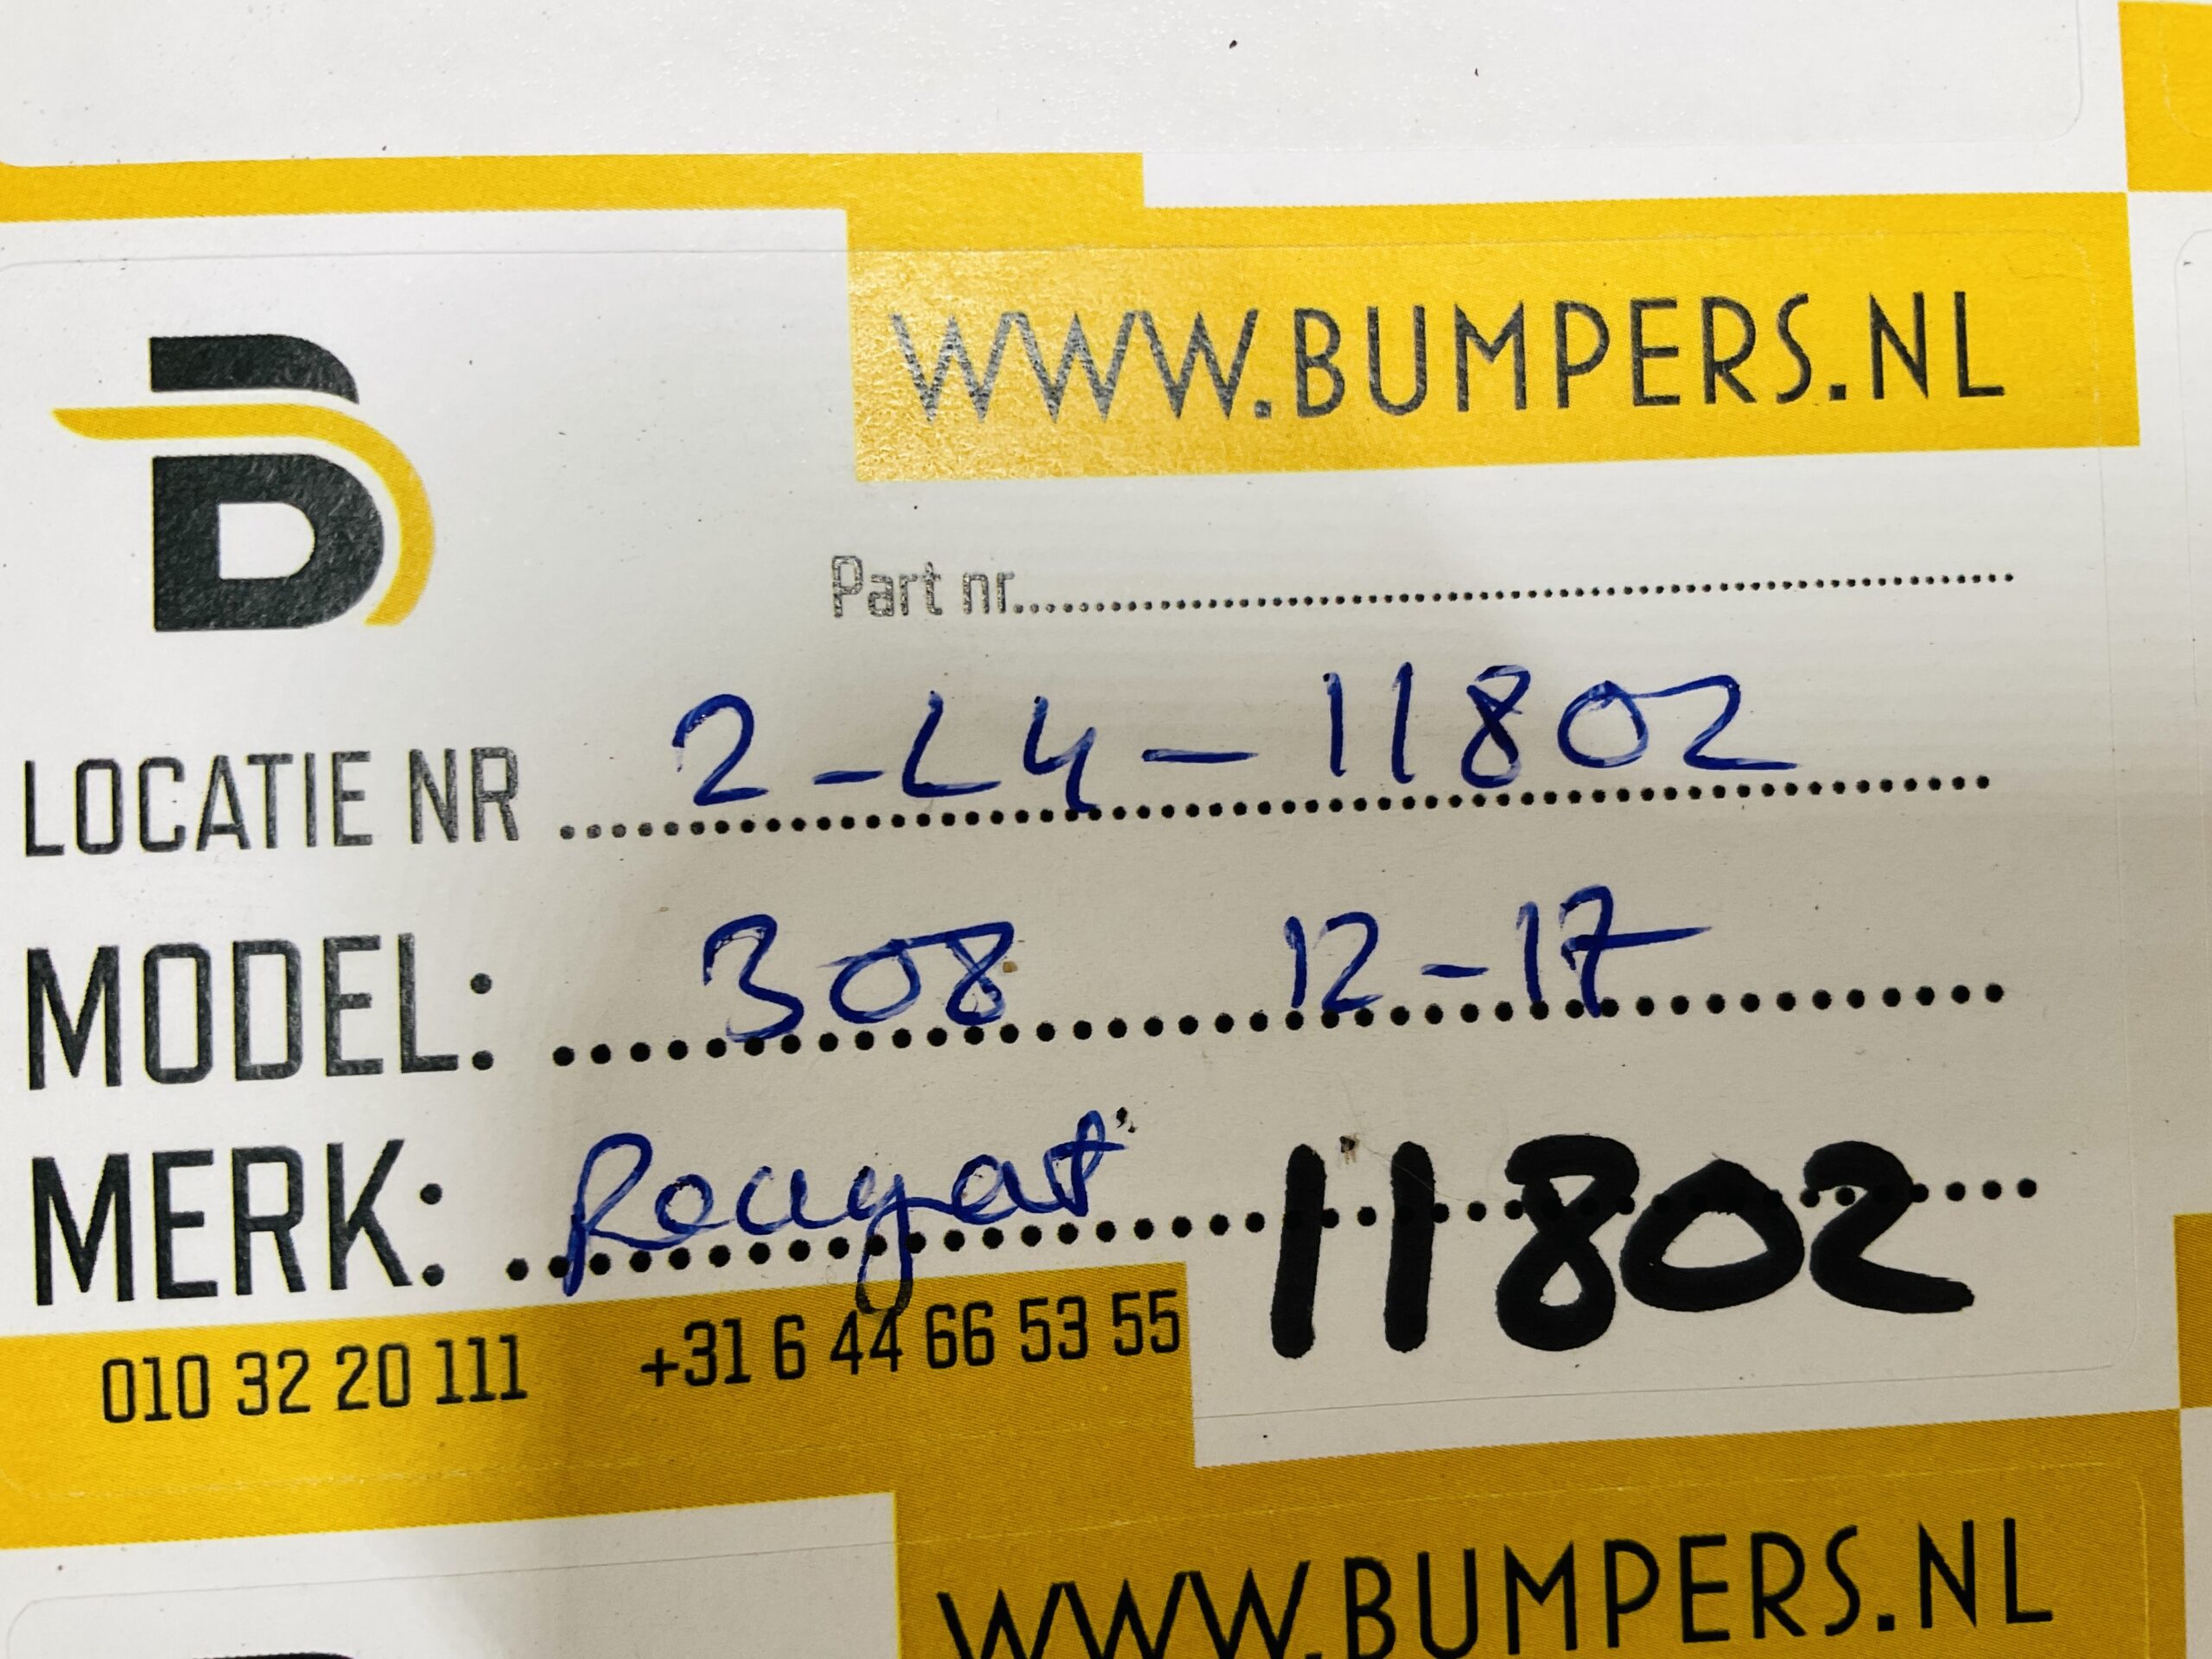 WWW.BUMPERS.NL
Part nr....................
LOCATIE NR 2-L4-11802
MODEL: 308 12-17
MERK: Peugeot 11802
010 32 20 111 +31 6 44 66 53 55
WWW.BUMPERS.NL